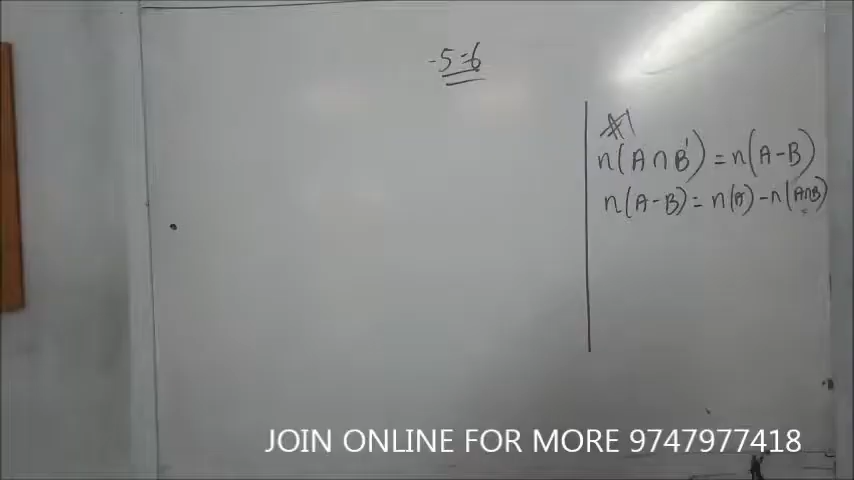 -5=6
#1
n(A∩B')=n(A-B)
n(A-B)=n(A)-n(A∩B)
JOIN ONLINE FOR MORE 9747977418